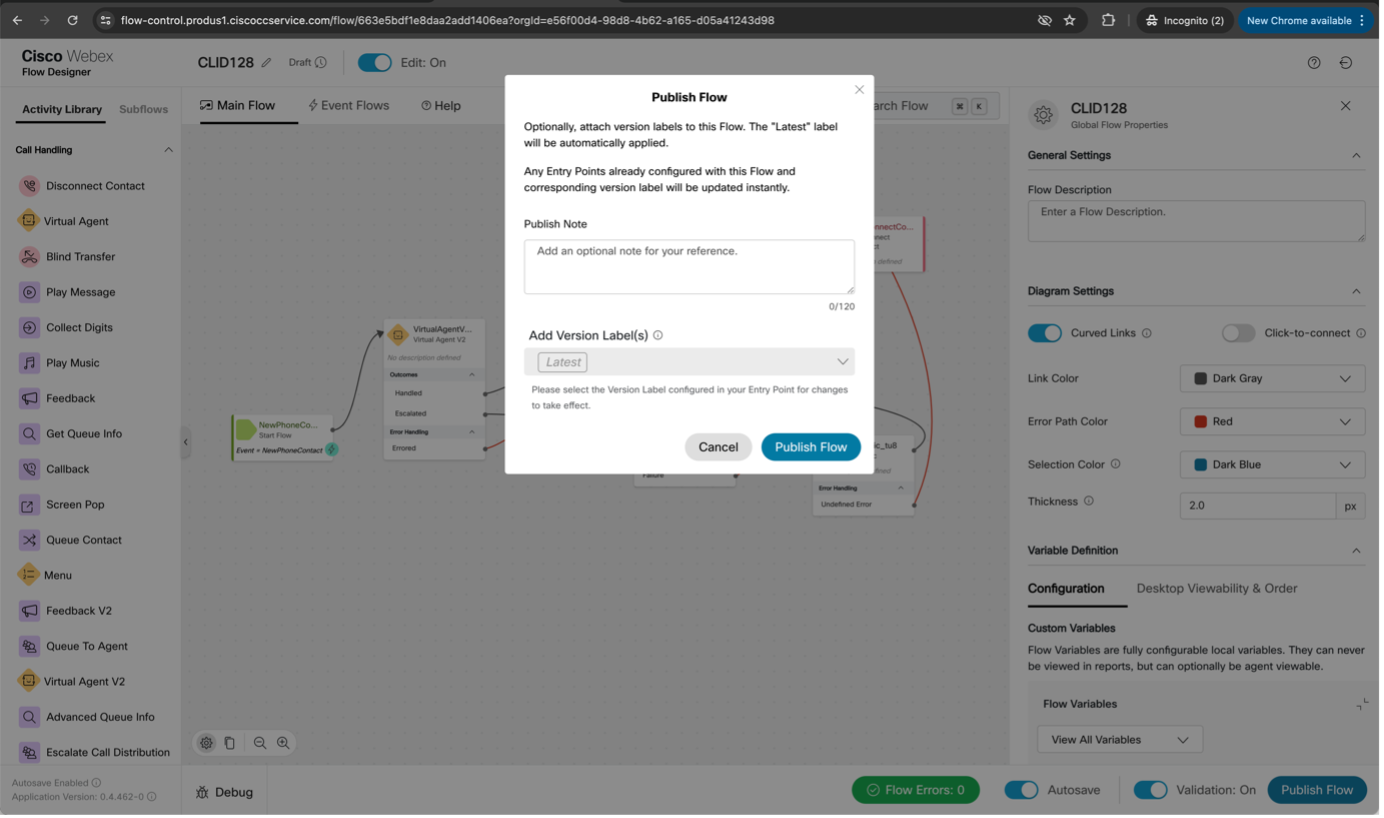 flow-control.produs1.ciscoccservice.com/flow/663e5bdf1e8daa2add1406ea?orgId=e56f00d4-98d8-4b62-a165-d05a41243d98
Incognito (2)
New Chrome available
Cisco Webex
Flow Designer
CLID128
Draft
Edit: On
Activity Library
Subflows
Main Flow
Event Flows
Help
arch Flow
⌘
K
Call Handling
Disconnect Contact
Virtual Agent
Blind Transfer
Play Message
Collect Digits
Play Music
Feedback
Get Queue Info
Callback
Screen Pop
Queue Contact
Menu
Feedback V2
Queue To Agent
Virtual Agent V2
Advanced Queue Info
Escalate Call Distribution
Autosave Enabled
Application Version: 0.4.462-0
NewPhoneCo...
Start Flow
Event = NewPhoneContact
VirtualAgentV...
Virtual Agent V2
No description defined
Outcomes
Handled
Escalated
Error Handling
Errored
Publish Flow
Optionally, attach version labels to this Flow. The "Latest" label
will be automatically applied.
Any Entry Points already configured with this Flow and
corresponding version label will be updated instantly.
Publish Note
Add an optional note for your reference.
0/120
Add Version Label(s)
Latest
Please select the Version Label configured in your Entry Point for changes
to take effect.
Cancel
Publish Flow
nnectCo...
nnect
ct
defined
Failure
ic_tu8
c
efined
Error Handling
Undefined Error
CLID128
Global Flow Properties
General Settings
Flow Description
Enter a Flow Description.
Diagram Settings
Curved Links
Click-to-connect
Link Color
Dark Gray
Error Path Color
Red
Selection Color
Dark Blue
Thickness
2.0
px
Variable Definition
Configuration
Desktop Viewability & Order
Custom Variables
Flow Variables are fully configurable local variables. They can never
be viewed in reports, but can optionally be agent viewable.
Flow Variables
View All Variables
Debug
Flow Errors: 0
Autosave
Validation: On
Publish Flow